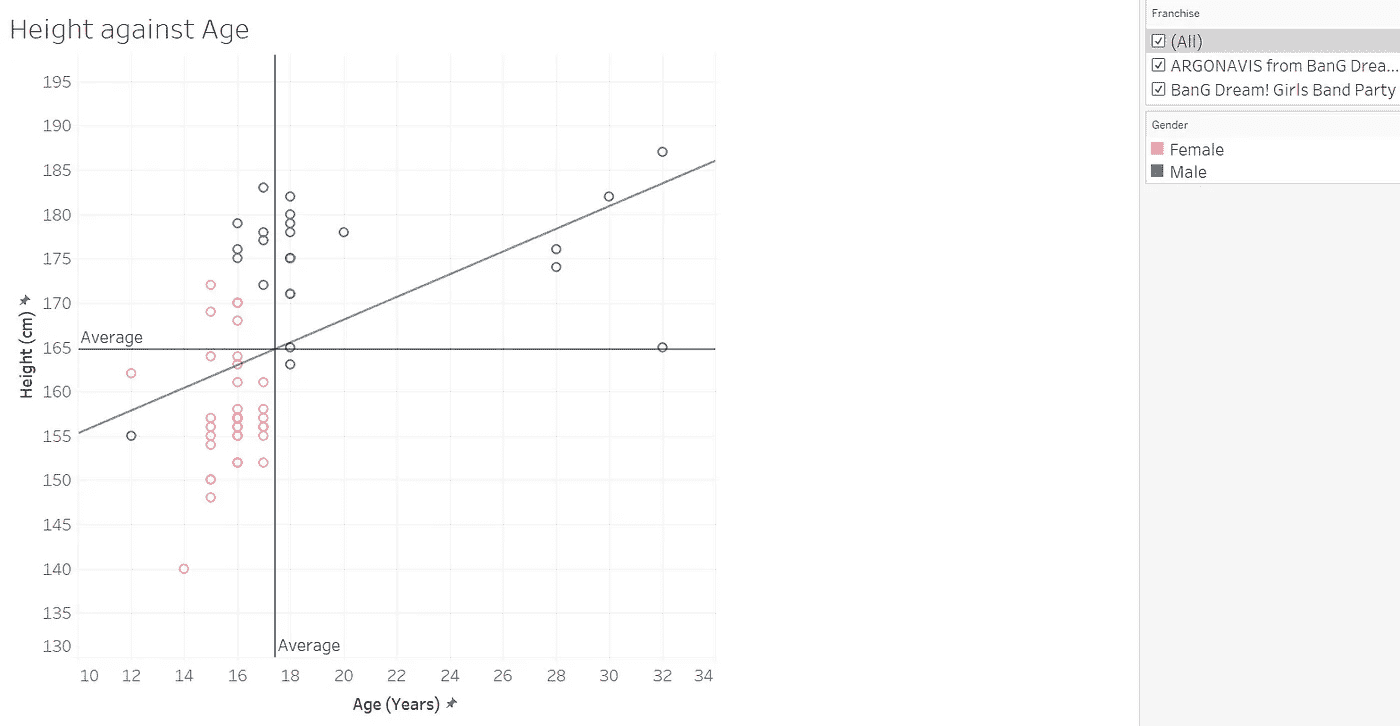 Height against Age
195
190
185
180
175
170
165
160
155
150
145
140
135
130
Height (cm)
Average
Average
10 12 14 16 18 20 22 24 26 28 30 32 34
Age (Years)
Franchise
(All)
ARGONAVIS from BanG Drea...
BanG Dream! Girls Band Party
Gender
Female
Male